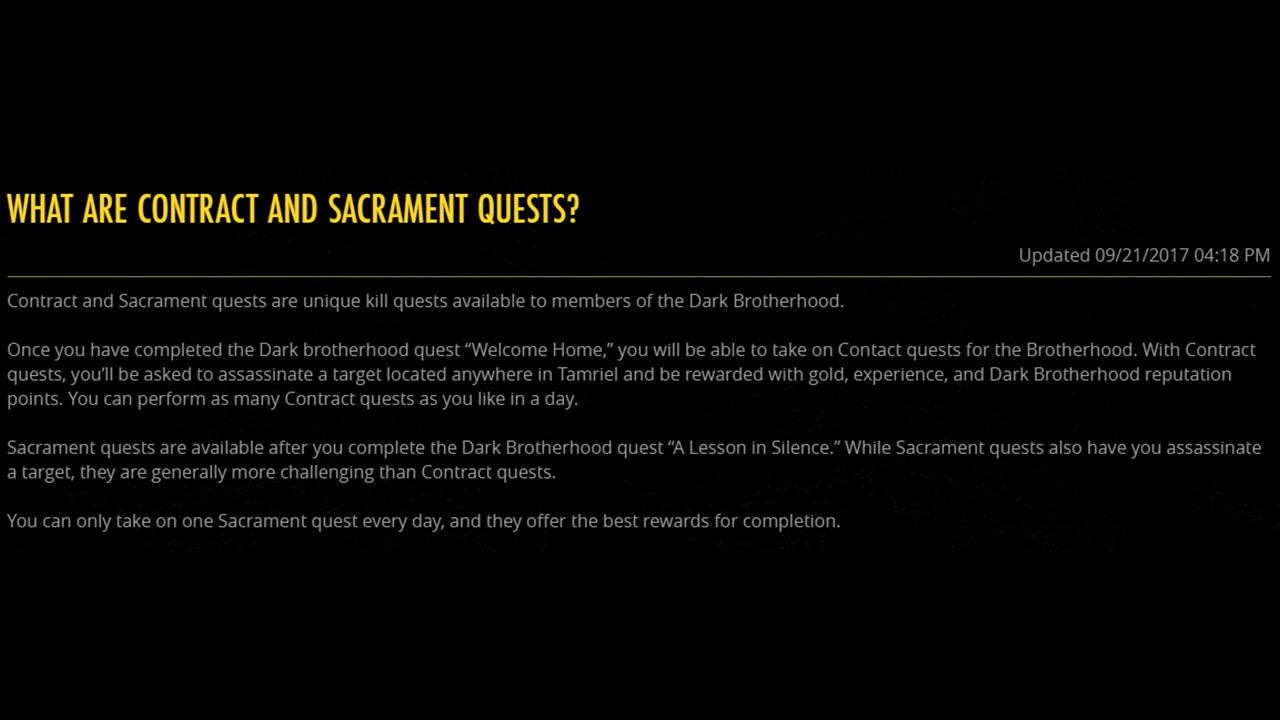 WHAT ARE CONTRACT AND SACRAMENT QUESTS?
Updated 09/21/2017 04:18 PM
Contract and Sacrament quests are unique kill quests available to members of the Dark Brotherhood.
Once you have completed the Dark brotherhood quest “Welcome Home,” you will be able to take on Contact quests for the Brotherhood. With Contract
quests, you’ll be asked to assassinate a target located anywhere in Tamriel and be rewarded with gold, experience, and Dark Brotherhood reputation
points. You can perform as many Contract quests as you like in a day.
Sacrament quests are available after you complete the Dark Brotherhood quest “A Lesson in Silence.” While Sacrament quests also have you assassinate
a target, they are generally more challenging than Contract quests.
You can only take on one Sacrament quest every day, and they offer the best rewards for completion.